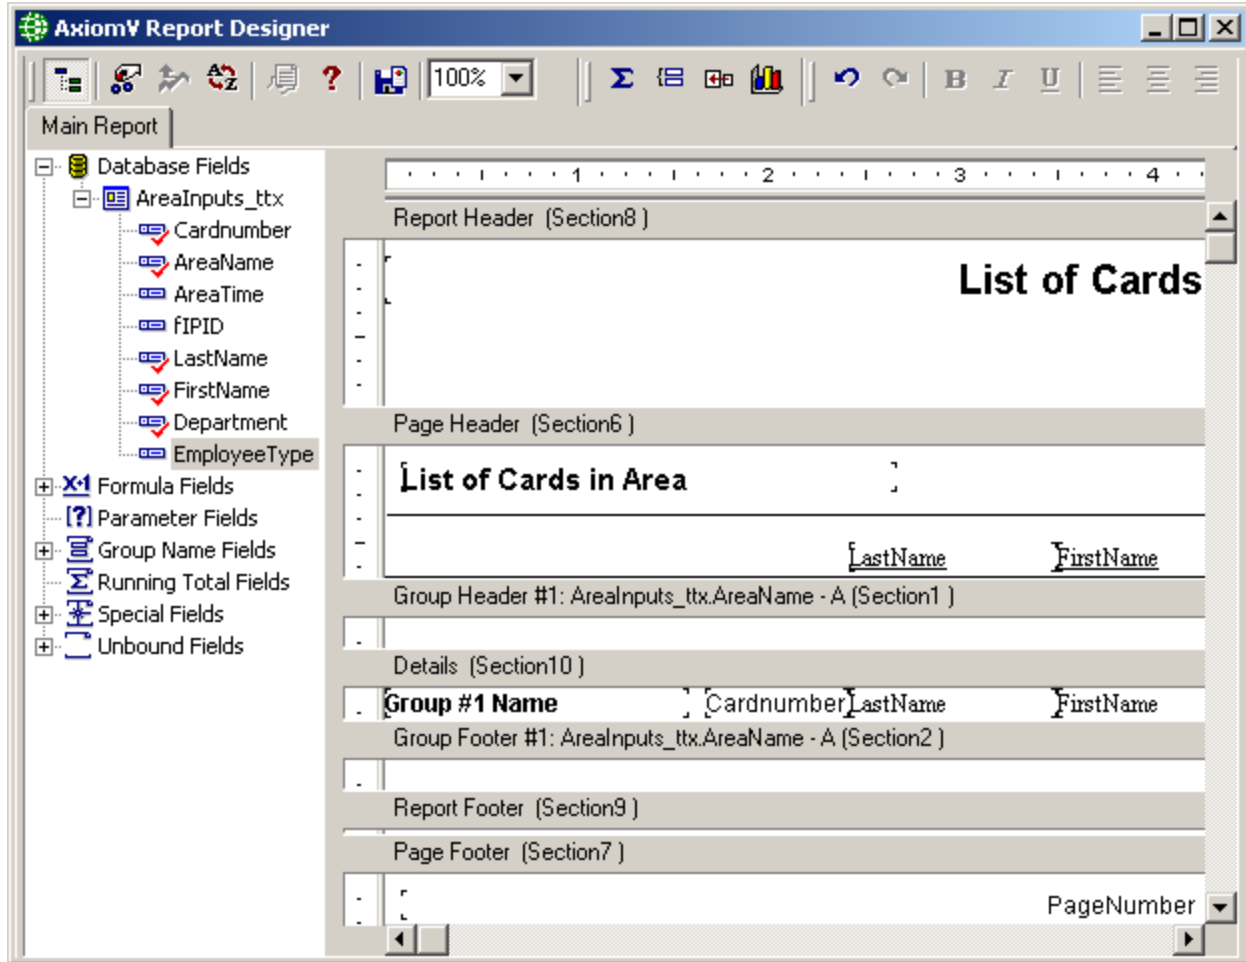 AxiomV Report Designer
100%
B I U
Main Report
Database Fields
AreaInputs_ttx
Cardnumber
AreaName
AreaTime
fIPID
LastName
FirstName
Department
EmployeeType
Formula Fields
Parameter Fields
Group Name Fields
Running Total Fields
Special Fields
Unbound Fields
1 2 3 4
Report Header (Section8 )
List of Cards
Page Header (Section6 )
List of Cards in Area
LastName FirstName
Group Header #1: AreaInputs_ttx.AreaName - A (Section1 )
Details (Section10 )
Group #1 Name Cardnumber LastName FirstName
Group Footer #1: AreaInputs_ttx.AreaName - A (Section2 )
Report Footer (Section9 )
Page Footer (Section7 )
PageNumber